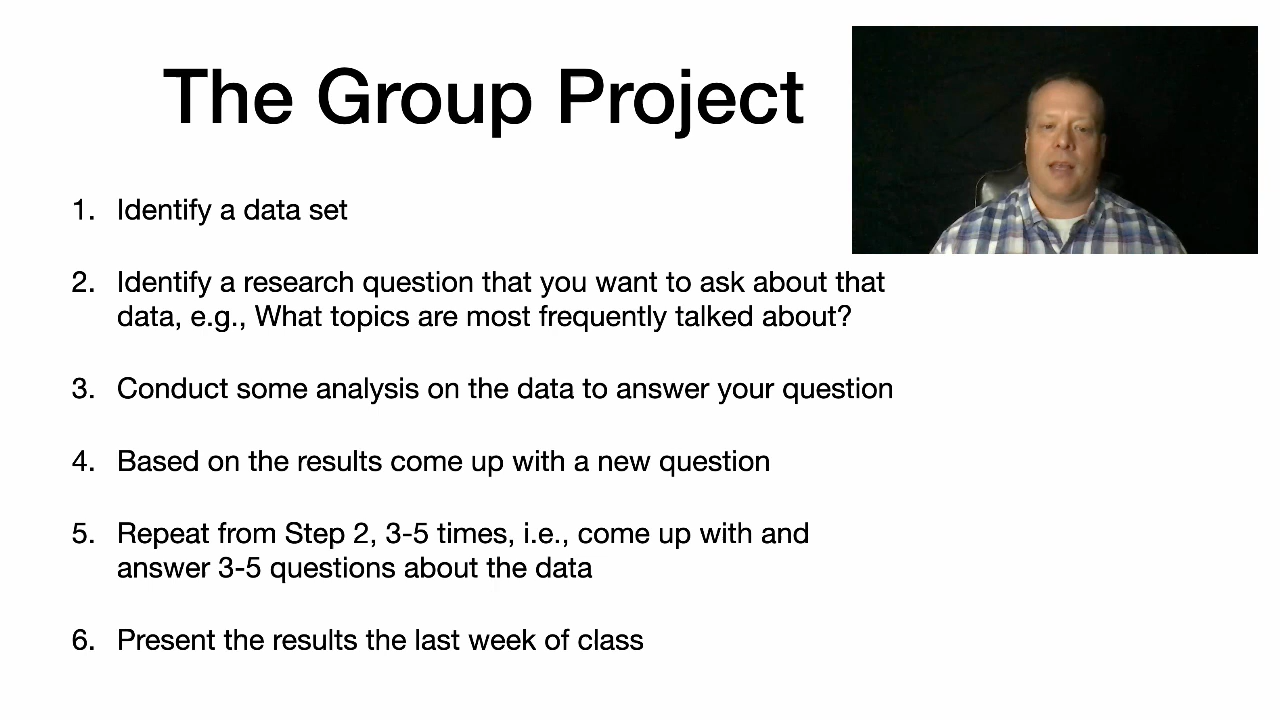 The Group Project
1. Identify a data set
2. Identify a research question that you want to ask about that
data, e.g., What topics are most frequently talked about?
3. Conduct some analysis on the data to answer your question
4. Based on the results come up with a new question
5. Repeat from Step 2, 3-5 times, i.e., come up with and
answer 3-5 questions about the data
6. Present the results the last week of class